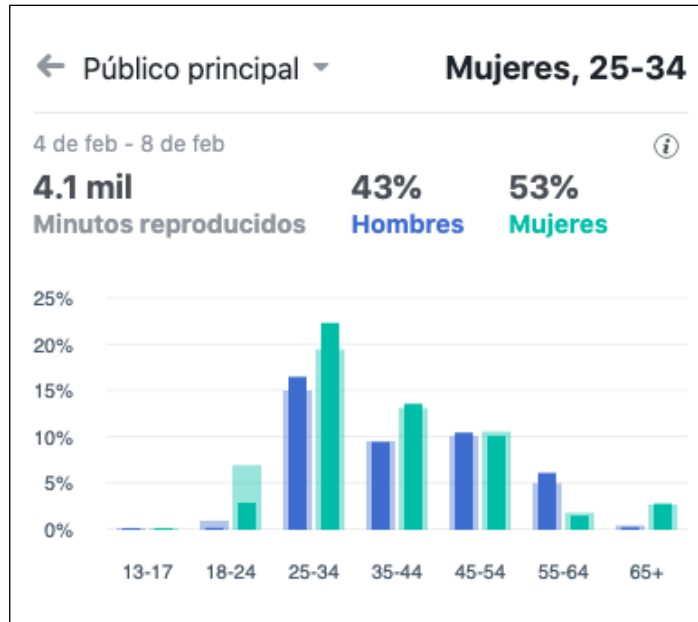 Público principal
Mujeres, 25-34
4 de feb - 8 de feb
4.1 mil
43%
53%
Minutos reproducidos
Hombres
Mujeres
25%
20%
15%
10%
5%
0%
13-17 18-24 25-34 35-44 45-54 55-64 65+